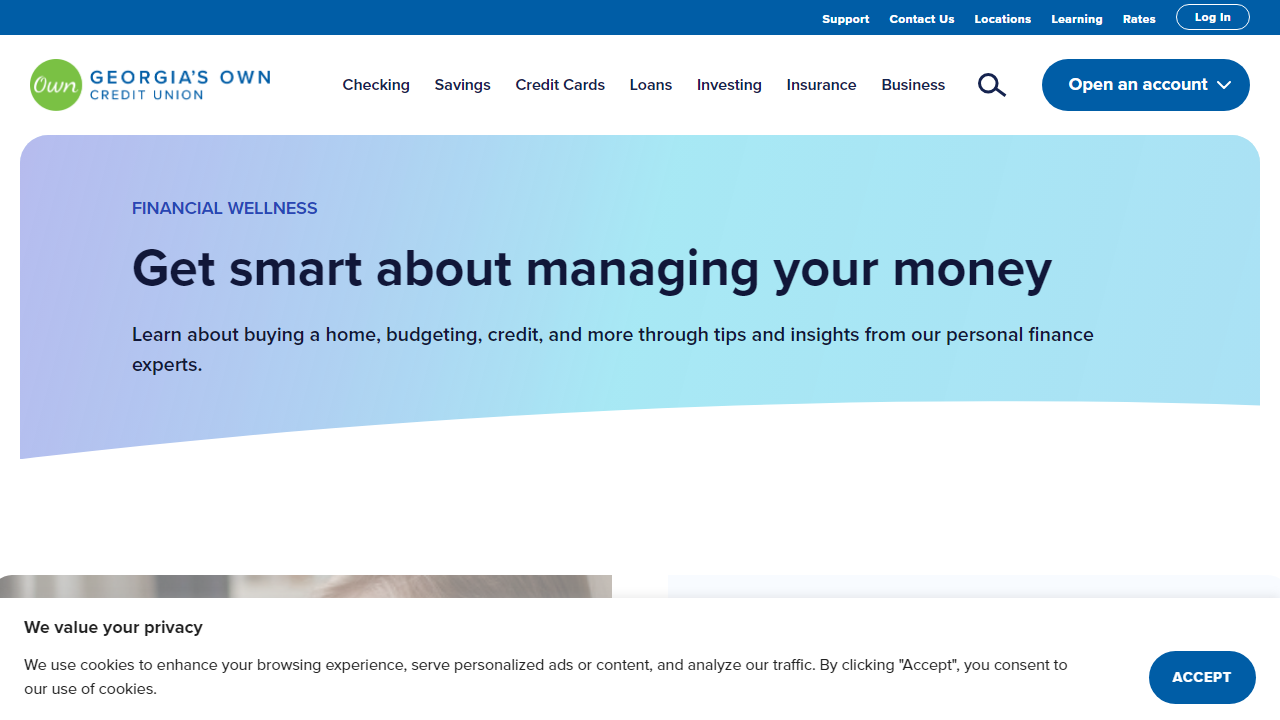 Support Contact Us Locations Learning Rates Log In
Own GEORGIA'S OWN
CREDIT UNION
Checking Savings Credit Cards Loans Investing Insurance Business Open an account
FINANCIAL WELLNESS
Get smart about managing your money
Learn about buying a home, budgeting, credit, and more through tips and insights from our personal finance
experts.
We value your privacy
We use cookies to enhance your browsing experience, serve personalized ads or content, and analyze our traffic. By clicking "Accept", you consent to
our use of cookies.
ACCEPT